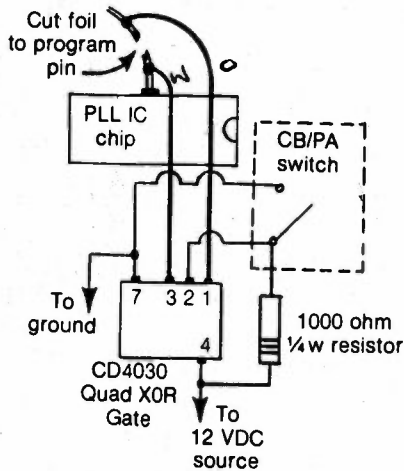 Cut foil
to program
pin
W
O
PLL IC
chip
CB/PA
switch
To
ground
7 3 2 1
4
1000 ohm
¼ w resistor
CD4030
Quad X0R
Gate
To
12 VDC
source